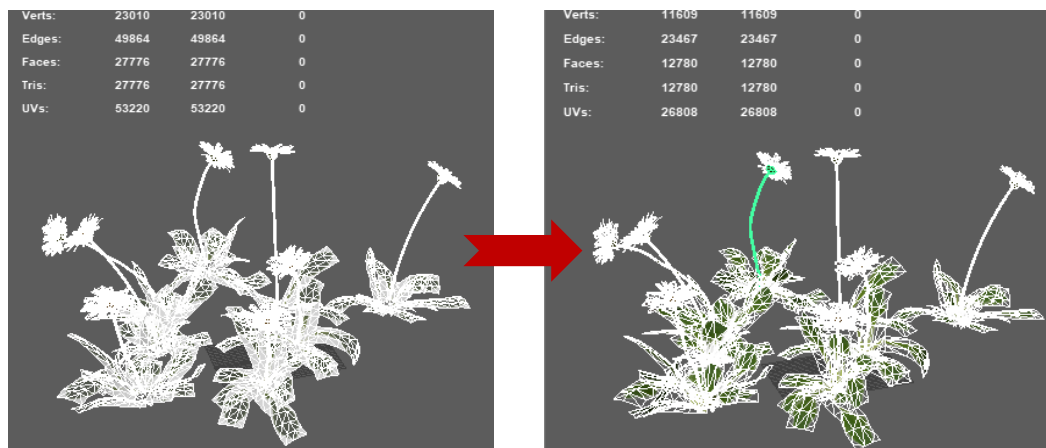 Verts: 23010 23010 0
Edges: 49864 49864 0
Faces: 27776 27776 0
Tris: 27776 27776 0
UVs: 53220 53220 0
Verts: 11609 11609 0
Edges: 23467 23467 0
Faces: 12780 12780 0
Tris: 12780 12780 0
UVs: 26808 26808 0